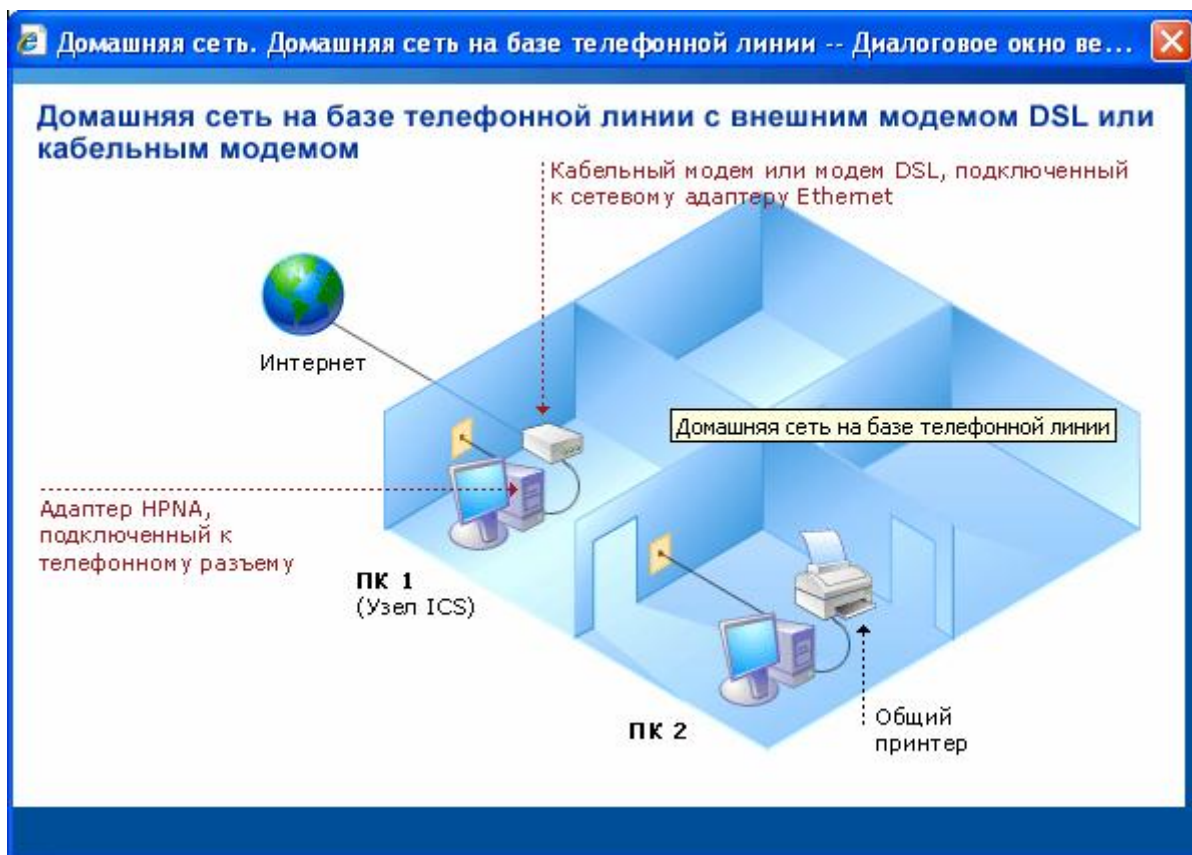 Домашняя сеть. Домашняя сеть на базе телефонной линии -- Диалоговое окно ве...
Домашняя сеть на базе телефонной линии с внешним модемом DSL или
кабельным модемом
Кабельный модем или модем DSL, подключенный
к сетевому адаптеру Ethernet
Интернет
Домашняя сеть на базе телефонной линии
Адаптер HPNA,
подключенный к
телефонному разъему
ПК 1
(Узел ICS)
ПК 2
Общий
принтер